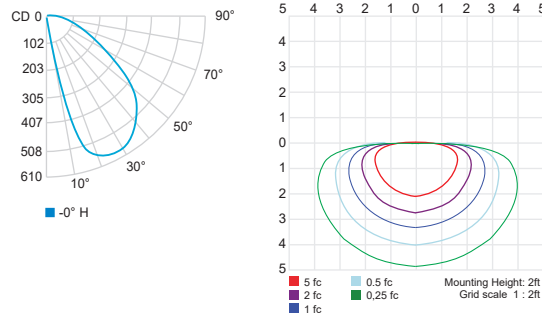 CD 0
102
203
305
407
508
610
10°
30°
50°
70°
90°
-0° H
5 4 3 2 1 0 1 2 3 4 5
4
3
2
1
0
1
2
3
4
5
5 fc
2 fc
1 fc
0.5 fc
0,25 fc
Mounting Height: 2ft
Grid scale 1 : 2ft